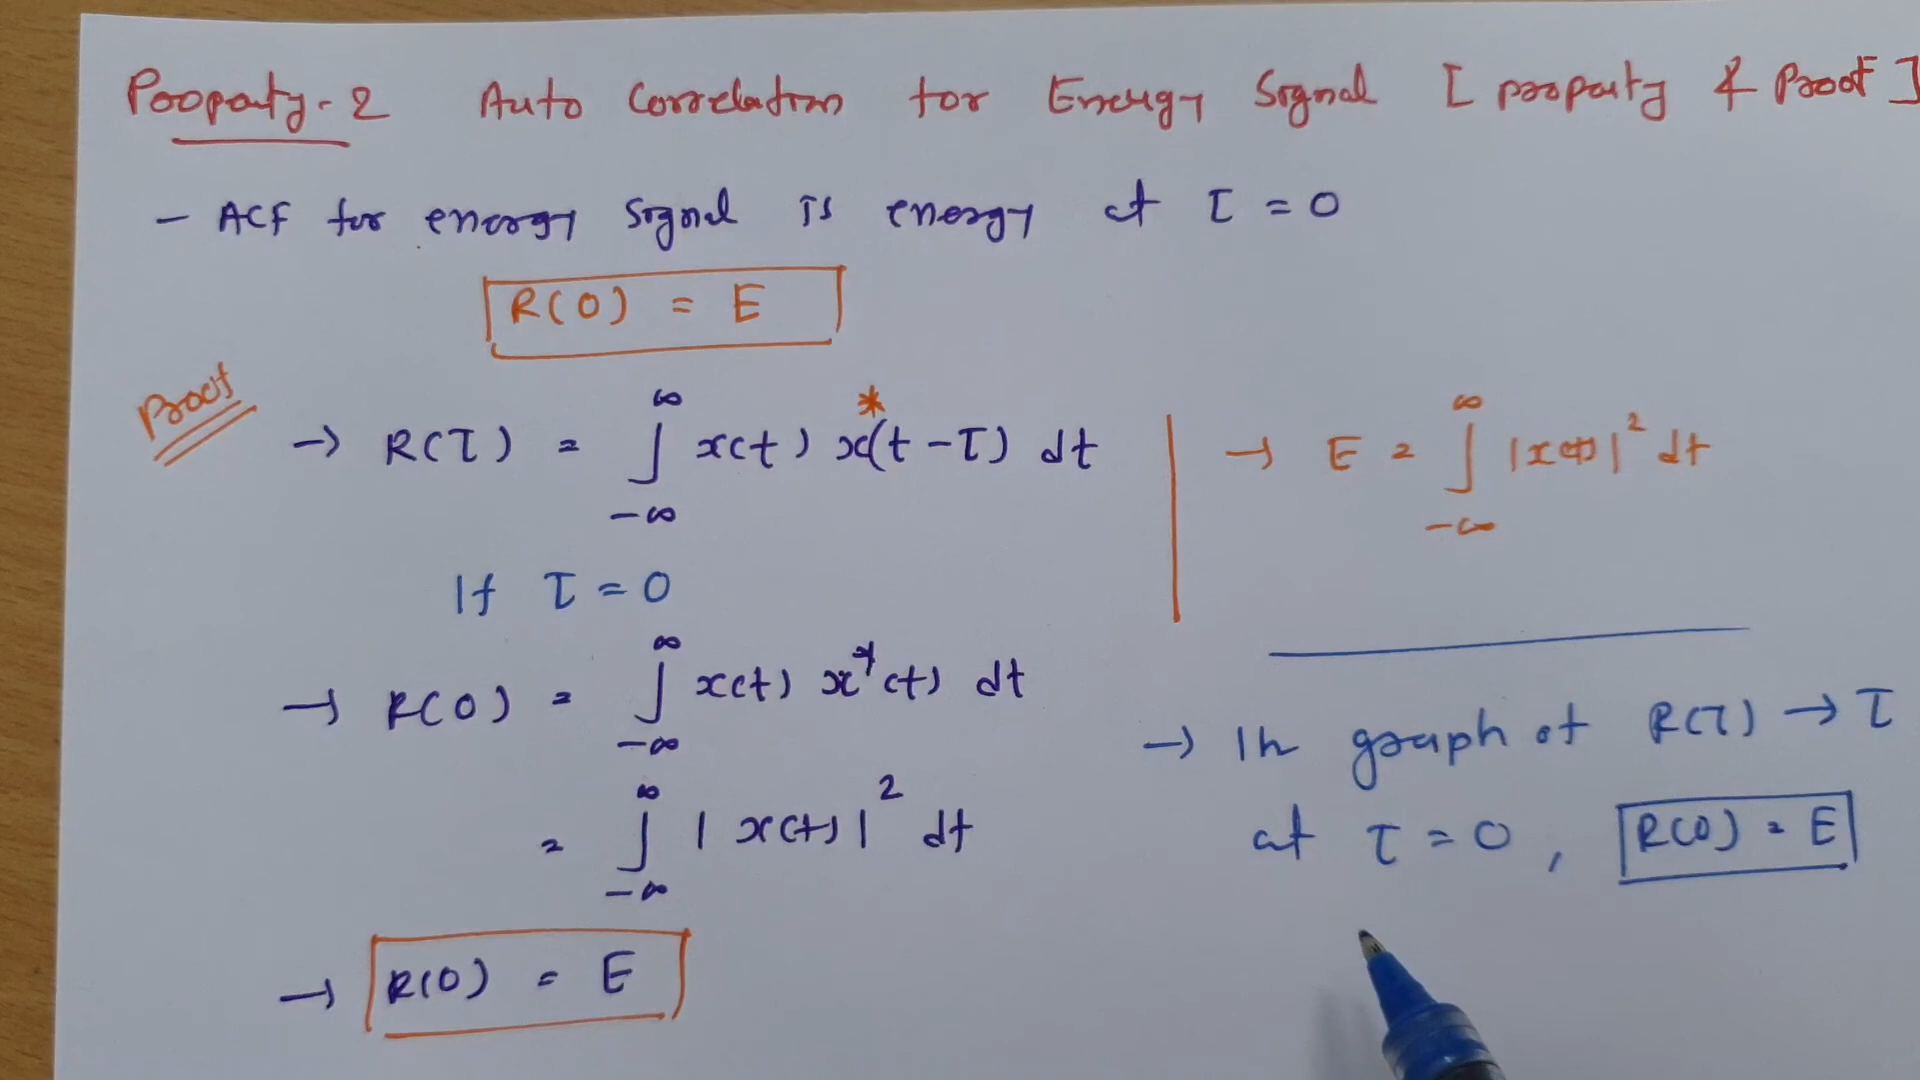 Property-2 Auto Correlation for Energy Signal [ property & Proof ]
- ACF for energy signal is energy at τ = 0
R(0) = E
Proof
→ R(τ) = ∫_{-∞}^{∞} x(t) x*(t-τ) dt
→ E = ∫_{-∞}^{∞} |x(t)|² dt
If τ = 0
→ R(0) = ∫_{-∞}^{∞} x(t) x*(t) dt
= ∫_{-∞}^{∞} |x(t)|² dt
→ R(0) = E
→ In graph of R(τ) → τ
at τ = 0, R(0) = E